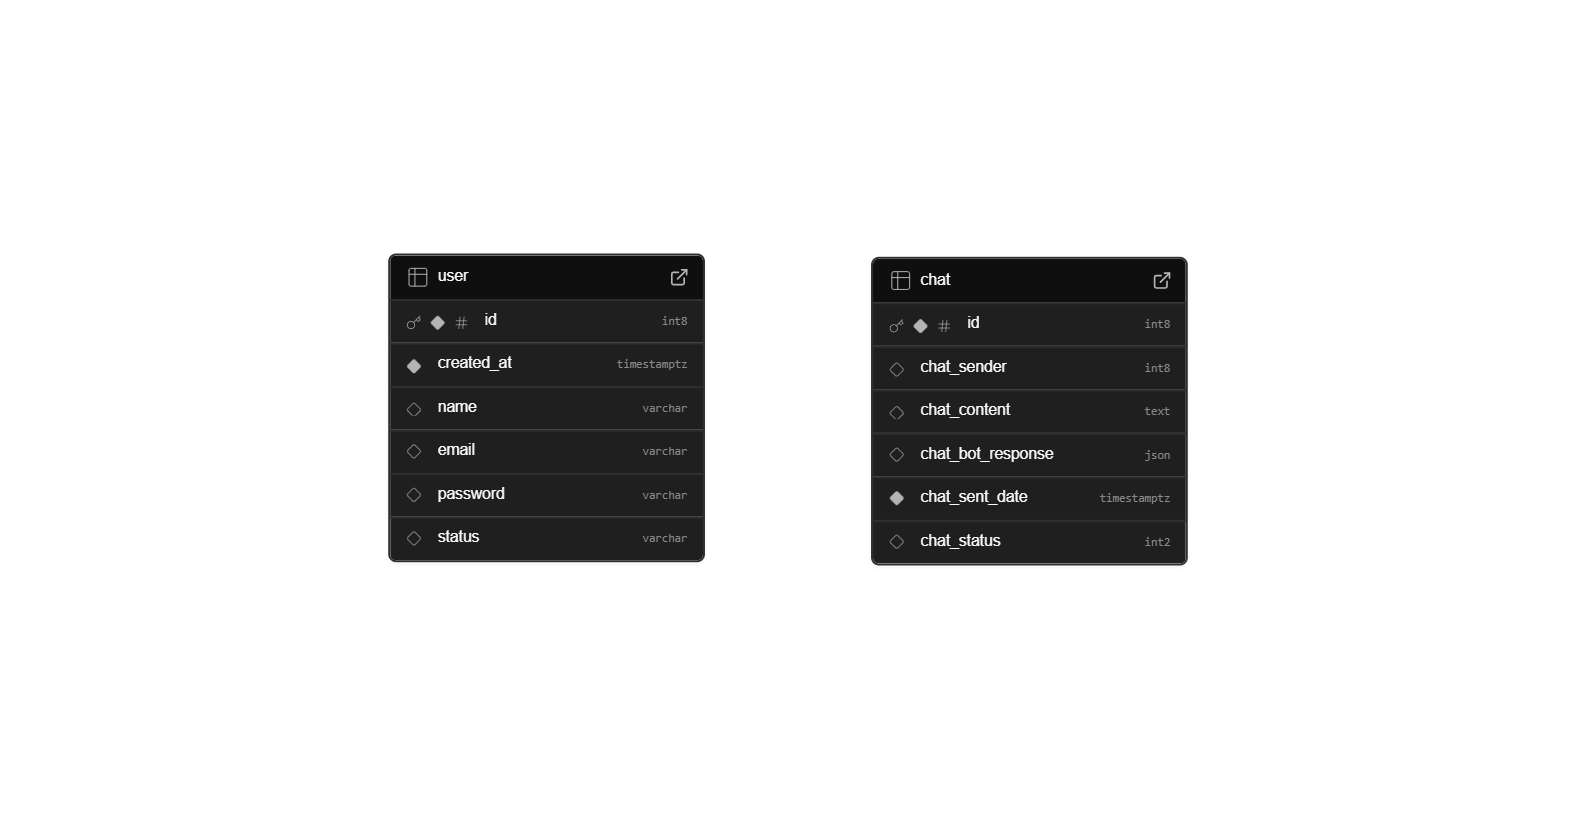 user
id int8
created_at timestamptz
name varchar
email varchar
password varchar
status varchar
chat
id int8
chat_sender int8
chat_content text
chat_bot_response json
chat_sent_date timestamptz
chat_status int2